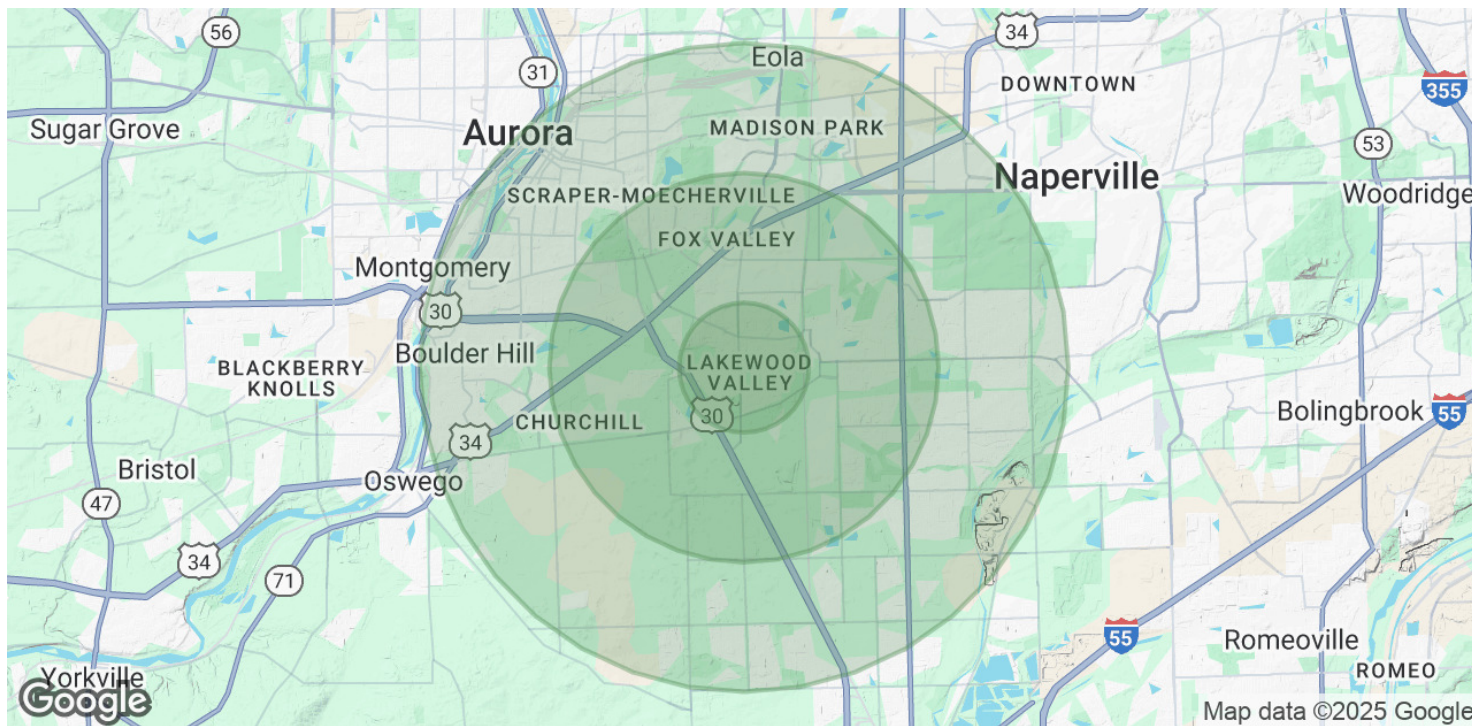 56
34
Eola
31
DOWNTOWN
355
Sugar Grove
Aurora
MADISON PARK
53
Naperville
SCRAPER-MOECHERVILLE
Woodridge
FOX VALLEY
Montgomery
30
Boulder Hill
BLACKBERRY
KNOLLS
LAKEWOOD
VALLEY
30
CHURCHILL
Bolingbrook
55
34
Bristol
Oswego
47
34
71
55
Romeoville
ROMEO
Yorkville
Google
Map data ©2025 Google